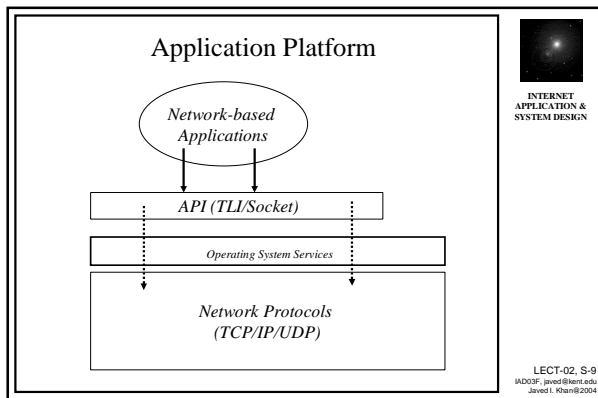 Application Platform
Network-based
Applications
API (TLI/Socket)
Operating System Services
Network Protocols
(TCP/IP/UDP)
INTERNET
APPLICATION &
SYSTEM DESIGN
LECT-02, S-9
IAD03F, javed@kent.edu
Javed I. Khan@2004